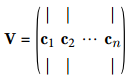 V = ( | | |
c₁ c₂ ⋯ cₙ
| | | )